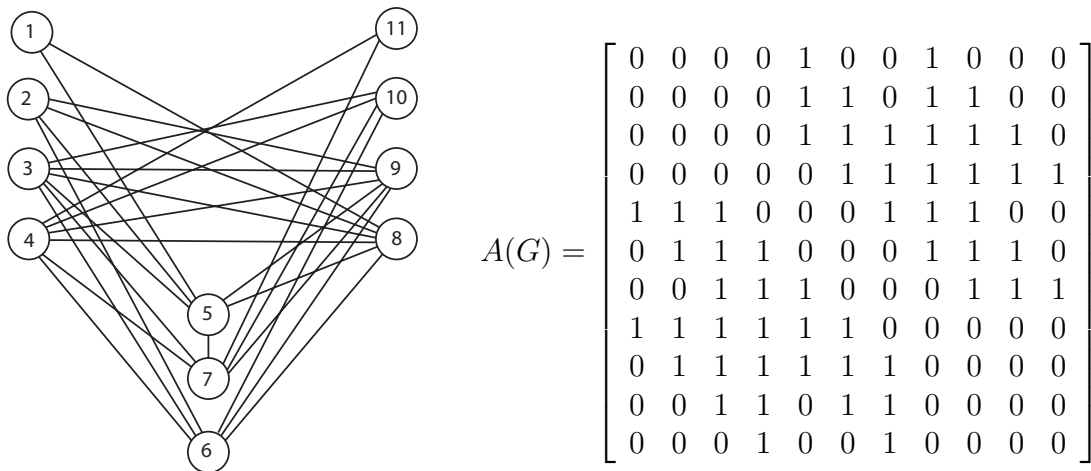 1
2
3
4
5
7
6
11
10
9
8
A(G) =
0 0 0 0 1 0 0 1 0 0 0
0 0 0 0 1 1 0 1 1 0 0
0 0 0 0 1 1 1 1 1 1 0
0 0 0 0 0 1 1 1 1 1 1
1 1 1 0 0 0 1 1 1 0 0
0 1 1 1 0 0 0 1 1 1 0
0 0 1 1 1 0 0 0 1 1 1
1 1 1 1 1 1 0 0 0 0 0
0 1 1 1 1 1 1 0 0 0 0
0 0 1 1 0 1 1 0 0 0 0
0 0 0 1 0 0 1 0 0 0 0